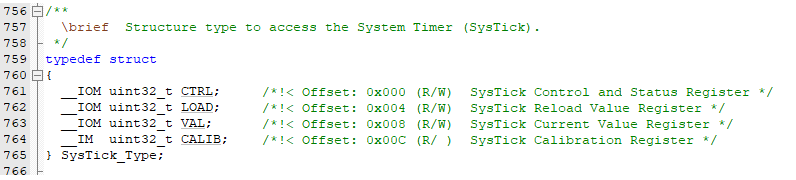 756 /**
757   \brief  Structure type to access the System Timer (SysTick).
758  */
759 typedef struct
760 {
761   __IOM uint32_t CTRL;     /*!< Offset: 0x000 (R/W)  SysTick Control and Status Register */
762   __IOM uint32_t LOAD;     /*!< Offset: 0x004 (R/W)  SysTick Reload Value Register */
763   __IOM uint32_t VAL;      /*!< Offset: 0x008 (R/W)  SysTick Current Value Register */
764   __IM  uint32_t CALIB;    /*!< Offset: 0x00C (R/ )  SysTick Calibration Register */
765 } SysTick_Type;
766